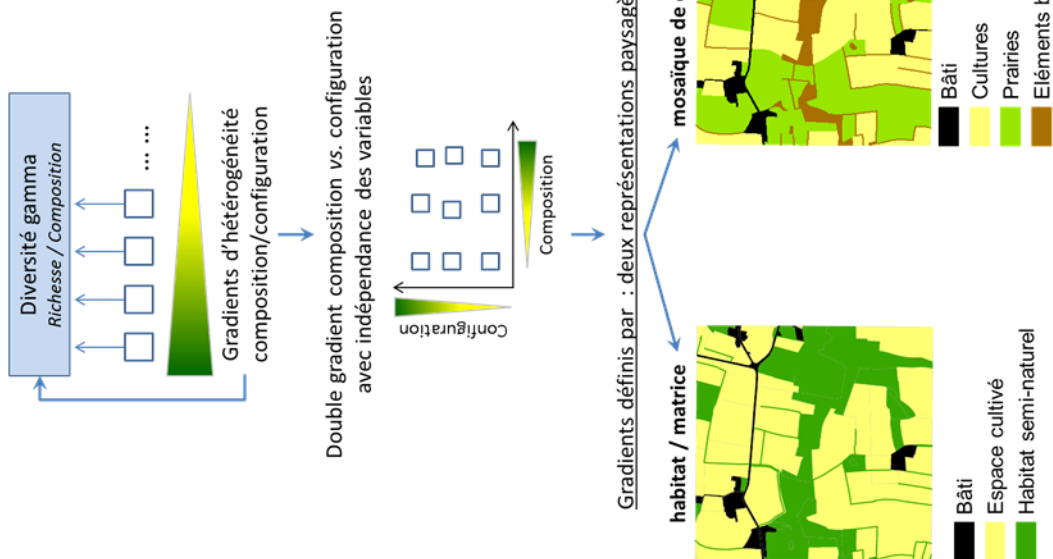 Diversité gamma
Richesse / Composition
... ...
Gradients d'hétérogénéité
composition/configuration
Double gradient composition vs. configuration
avec indépendance des variables
Configuration
Composition
Gradients définis par : deux représentations paysagè
habitat / matrice
Bâti
Espace cultivé
Habitat semi-naturel
mosaïque de
Bâti
Cultures
Prairies
Eléments b